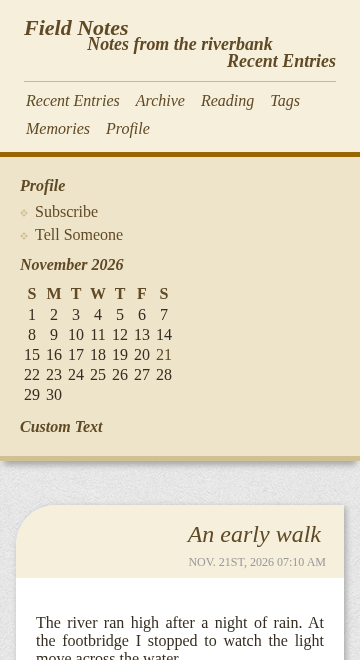 Field Notes
Notes from the riverbank
Recent Entries
Recent Entries Archive Reading Tags
Memories Profile
Profile
Subscribe
Tell Someone
November 2026
S M T W T F S
1 2 3 4 5 6 7
8 9 10 11 12 13 14
15 16 17 18 19 20 21
22 23 24 25 26 27 28
29 30
Custom Text
An early walk
NOV. 21ST, 2026 07:10 AM
The river ran high after a night of rain. At
the footbridge I stopped to watch the light
move across the water.